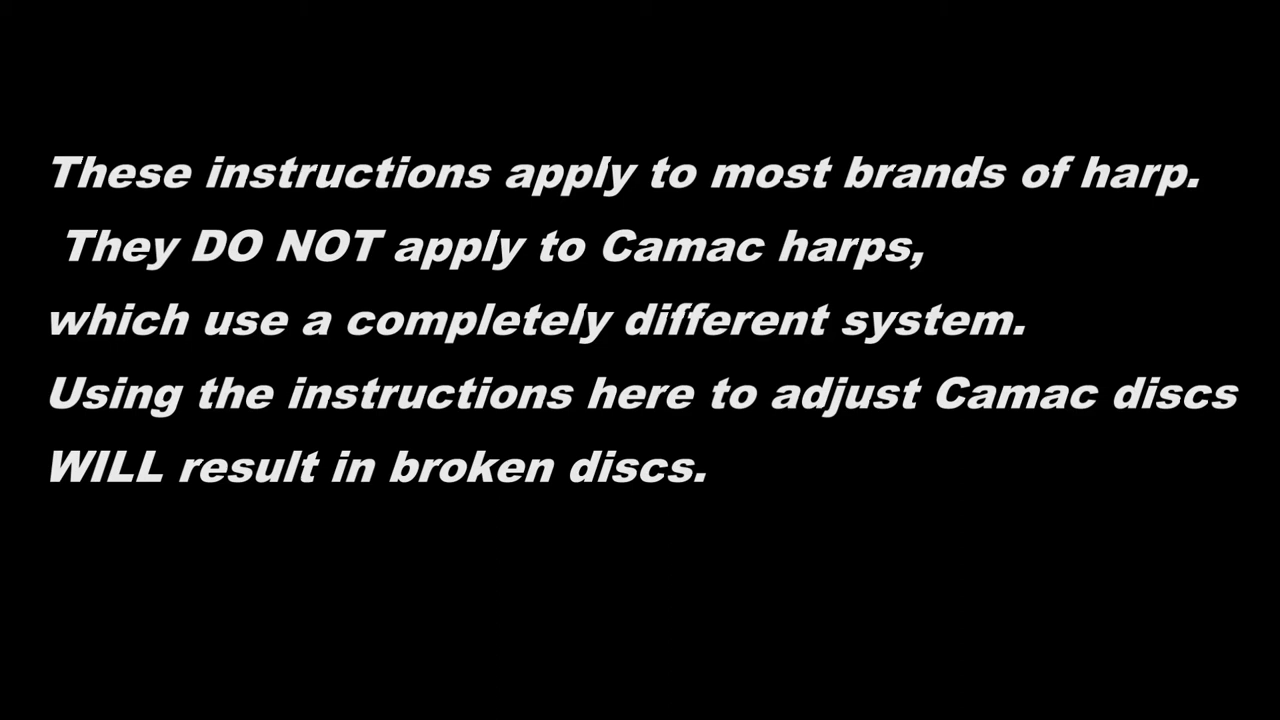 These instructions apply to most brands of harp.
They DO NOT apply to Camac harps,
which use a completely different system.
Using the instructions here to adjust Camac discs
WILL result in broken discs.